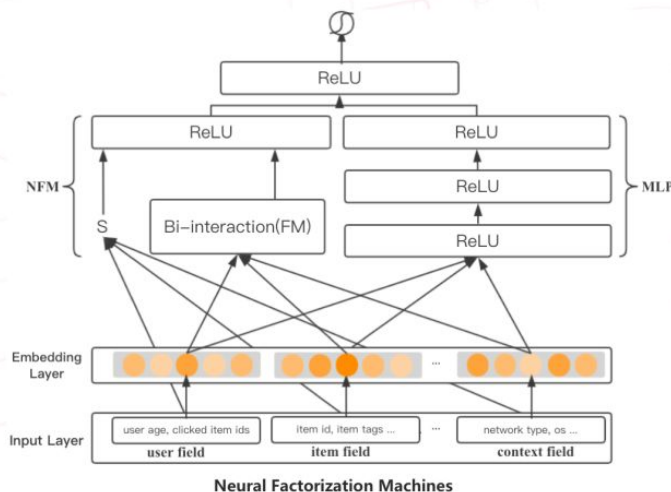 ReLU
ReLU
ReLU
NFM
ReLU
MLP
S
Bi-interaction(FM)
ReLU
Embedding
Layer
...
Input Layer
user age, clicked item ids
item id, item tags ...
...
network type, os ...
user field
item field
context field
Neural Factorization Machines